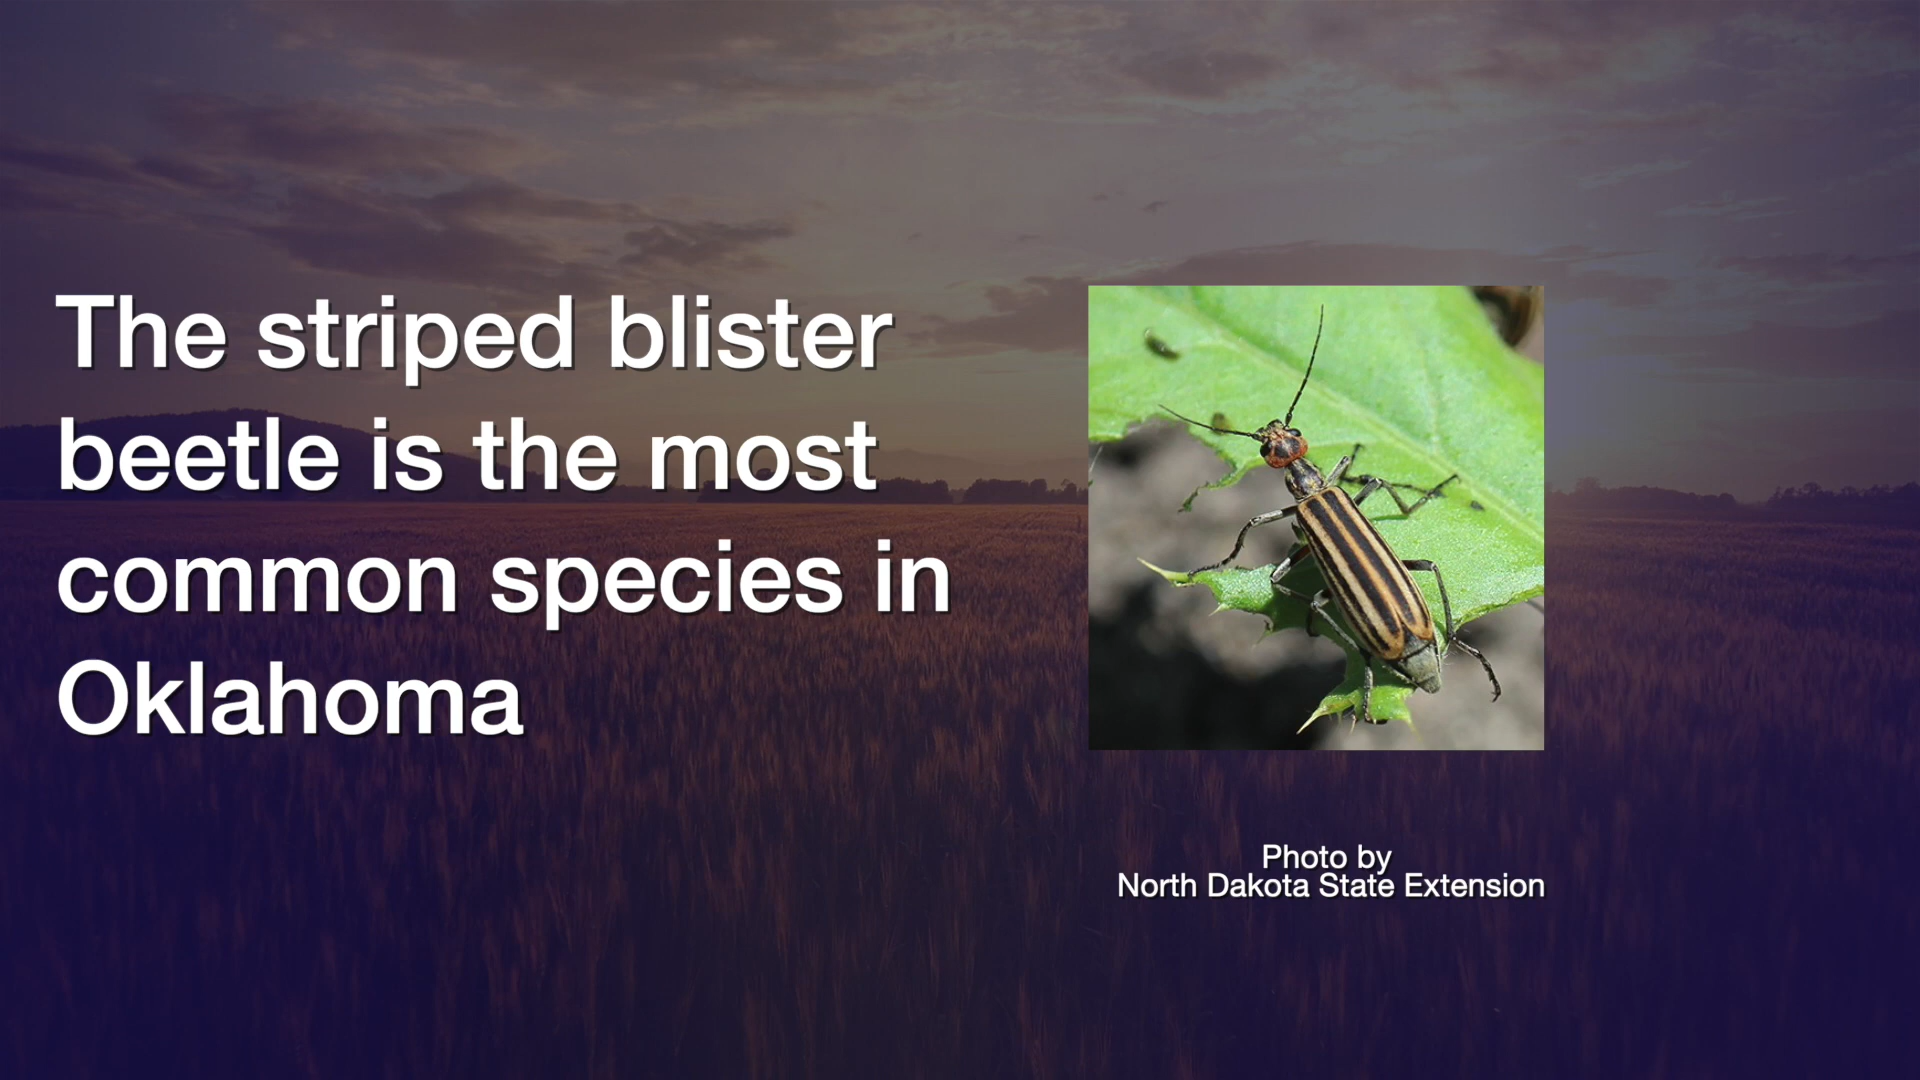 The striped blister
beetle is the most
common species in
Oklahoma
Photo by
North Dakota State Extension